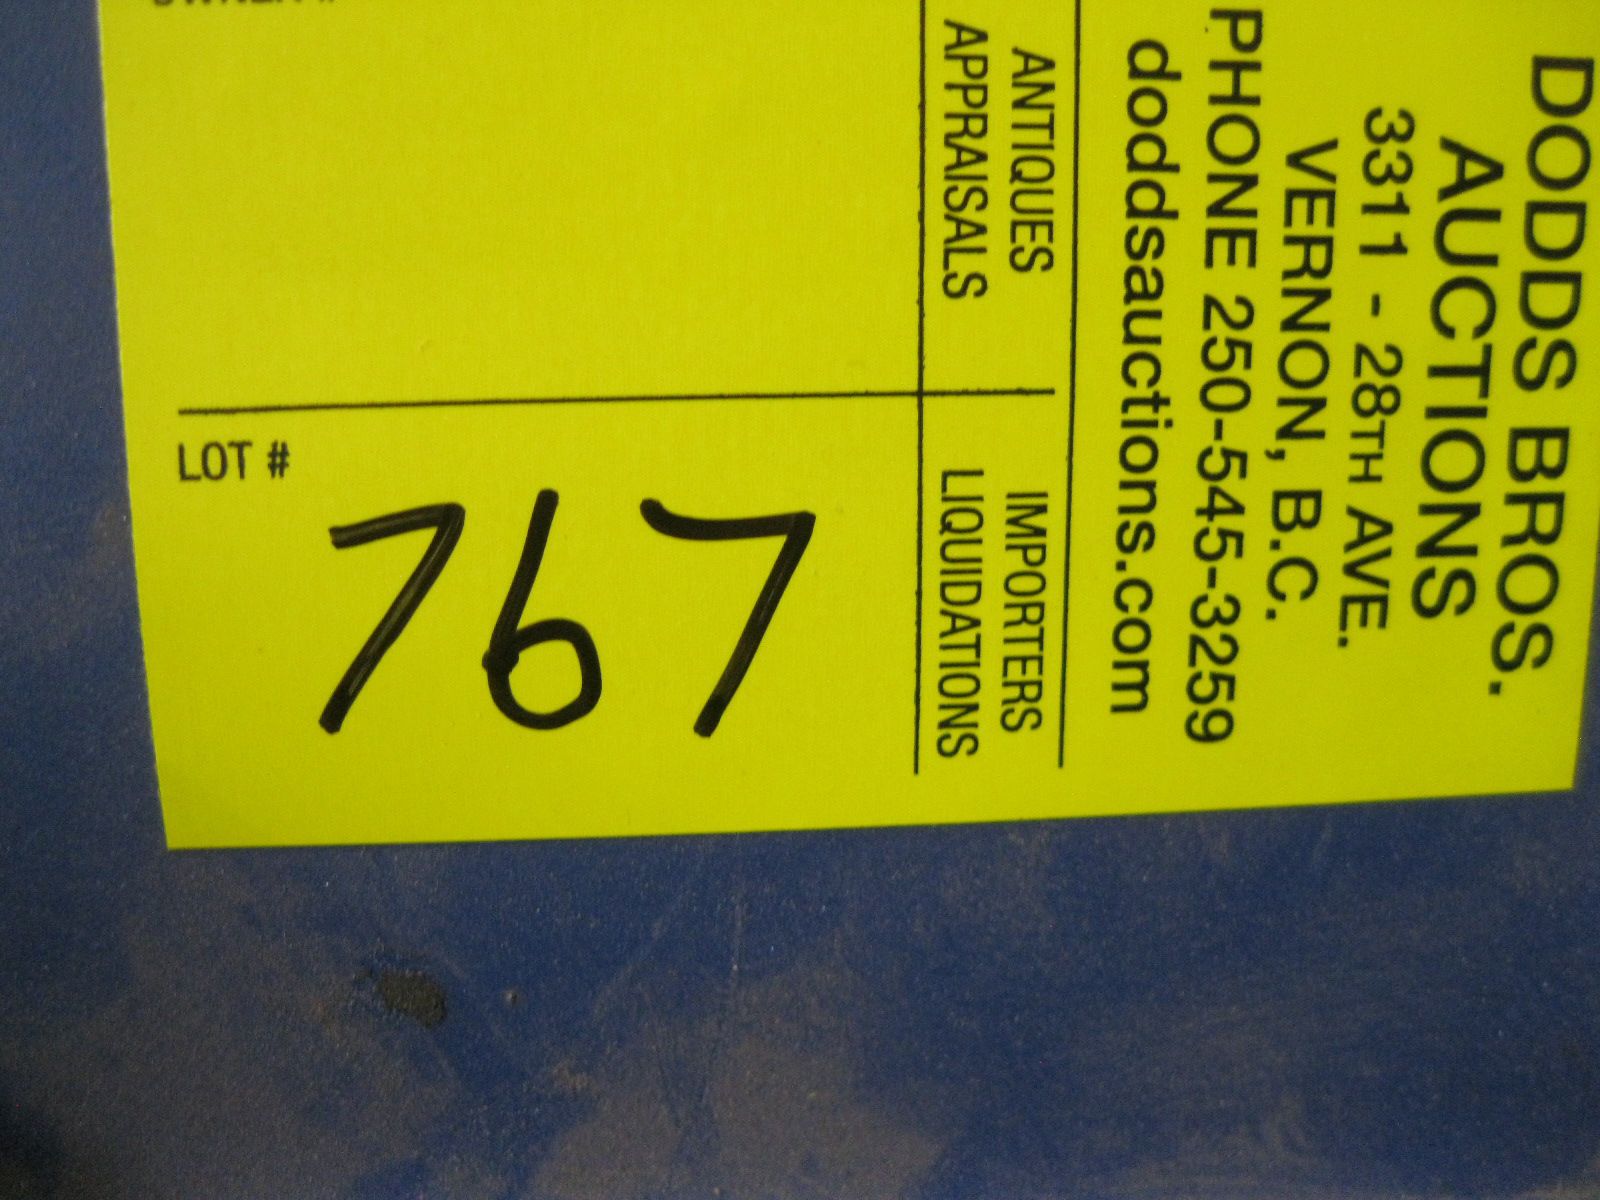 DODDS BROS.
AUCTIONS
3311 - 28TH AVE.
VERNON, B.C.
PHONE 250-545-3259
doddsauctions.com
ANTIQUES
APPRAISALS
IMPORTERS
LIQUIDATIONS
LOT #
767